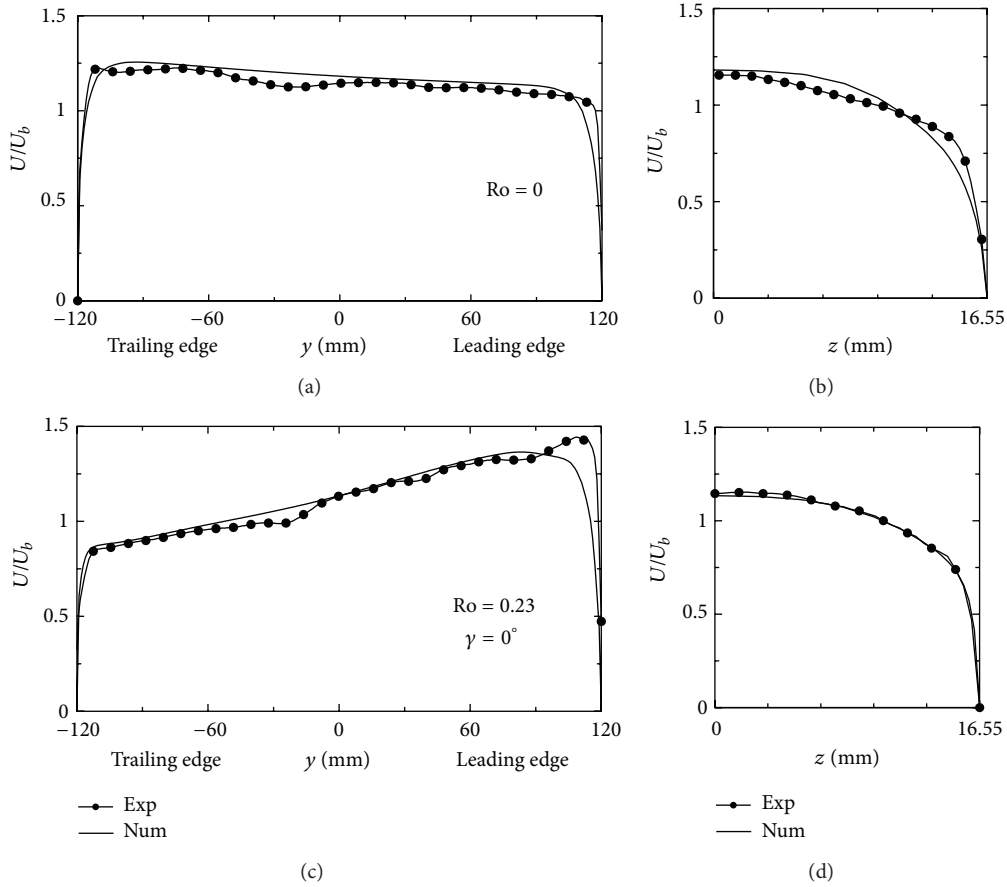 1.5
1
U/U_b
0.5
0
Ro = 0
−120
−60
0
60
120
Trailing edge
y (mm)
Leading edge
(a)
1.5
1
U/U_b
0.5
0
0
16.55
z (mm)
(b)
1.5
1
U/U_b
0.5
0
Ro = 0.23
γ = 0°
−120
−60
0
60
120
Trailing edge
y (mm)
Leading edge
Exp
Num
(c)
1.5
1
U/U_b
0.5
0
0
16.55
z (mm)
Exp
Num
(d)